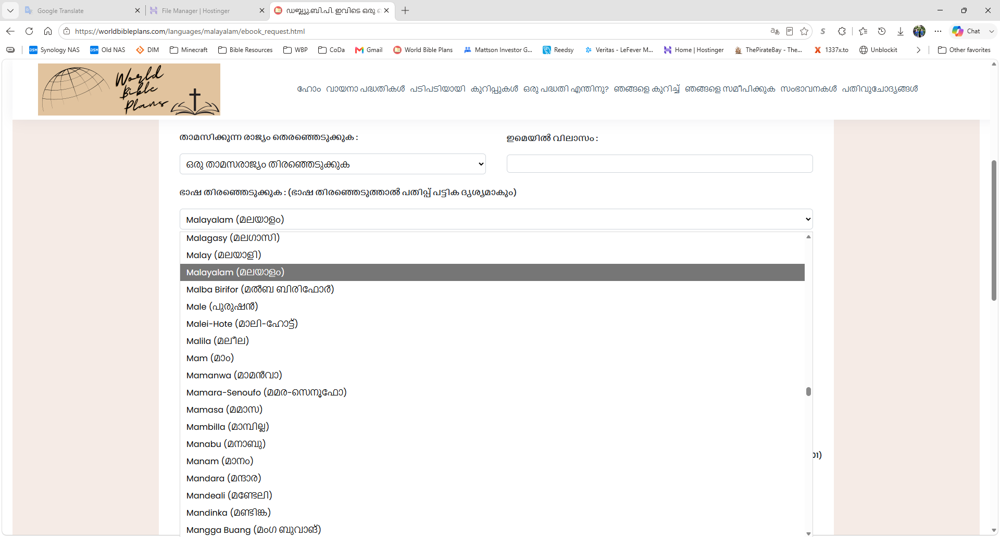 Google Translate
File Manager | Hostinger
ഡബ്ല്യു.ബി.പി. ഇവിടെ ഒരു
https://worldbibleplans.com/languages/malayalam/ebook_request.html
Chat
Synology NAS
Old NAS
DIM
Minecraft
Bible Resources
WBP
CoDa
Gmail
World Bible Plans
Mattson Investor G...
Reedsy
Veritas - LeFever M...
Home | Hostinger
ThePirateBay - The...
1337x.to
Unblockit
Other favorites
World
Bible
Plans
ഹോം വായനാ പദ്ധതികൾ പടിപടിയായി കുറിപ്പുകൾ ഒരു പദ്ധതി എന്തിനു? ഞങ്ങളെ കുറിച്ച് ഞങ്ങളെ സമീപിക്കുക സംഭാവനകൾ പതിവുചോദ്യങ്ങൾ
താമസിക്കുന്ന രാജ്യം തെരഞ്ഞെടുക്കുക :
ഇമെയിൽ വിലാസം :
ഒരു താമസരാജ്യം തിരഞ്ഞെടുക്കുക
ഭാഷ തിരഞ്ഞെടുക്കുക : (ഭാഷ തിരഞ്ഞെടുത്താൽ പതിപ്പ് പട്ടിക ദൃശ്യമാകും)
Malayalam (മലയാളം)
Malagasy (മലഗാസി)
Malay (മലയാളി)
Malayalam (മലയാളം)
Malba Birifor (മൽബ ബിരിഫോർ)
Male (പുരുഷൻ)
Malei-Hote (മാലി-ഹോട്ട്)
Malila (മലീല)
Mam (മാം)
Mamanwa (മാമൻവാ)
Mamara-Senoufo (മമര-സെനൂഫോ)
Mamasa (മമാസ)
Mambilla (മാമ്പില്ല)
Manabu (മനാബു)
Manam (മാനം)
Mandara (മന്ദാര)
Mandeali (മണ്ടേലി)
Mandinka (മണ്ടിങ്ക)
Mangga Buang (മംഗ ബുവാങ്)